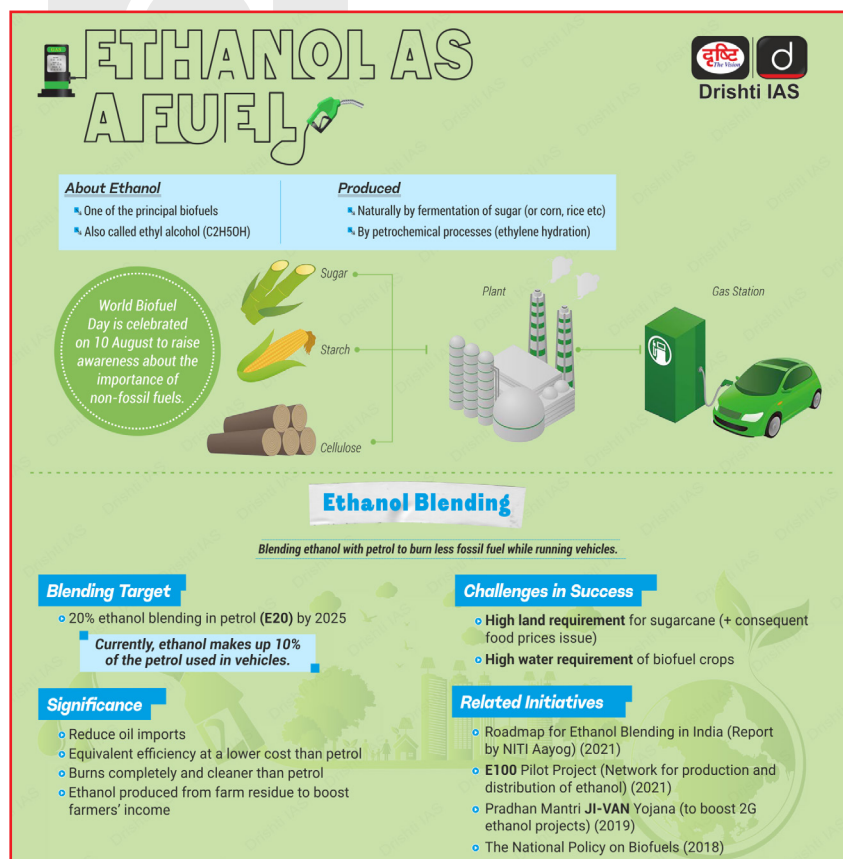 ETHANOL AS
A FUEL
दृष्टि
The Vision
d
Drishti IAS
About Ethanol
One of the principal biofuels
Also called ethyl alcohol (C2H5OH)
Produced
Naturally by fermentation of sugar (or corn, rice etc)
By petrochemical processes (ethylene hydration)
World Biofuel
Day is celebrated
on 10 August to raise
awareness about the
importance of
non-fossil fuels.
Sugar
Starch
Cellulose
Plant
Gas Station
Ethanol Blending
Blending ethanol with petrol to burn less fossil fuel while running vehicles.
Blending Target
20% ethanol blending in petrol (E20) by 2025
Currently, ethanol makes up 10%
of the petrol used in vehicles.
Significance
Reduce oil imports
Equivalent efficiency at a lower cost than petrol
Burns completely and cleaner than petrol
Ethanol produced from farm residue to boost
farmers' income
Challenges in Success
High land requirement for sugarcane (+ consequent
food prices issue)
High water requirement of biofuel crops
Related Initiatives
Roadmap for Ethanol Blending in India (Report
by NITI Aayog) (2021)
E100 Pilot Project (Network for production and
distribution of ethanol) (2021)
Pradhan Mantri JI-VAN Yojana (to boost 2G
ethanol projects) (2019)
The National Policy on Biofuels (2018)